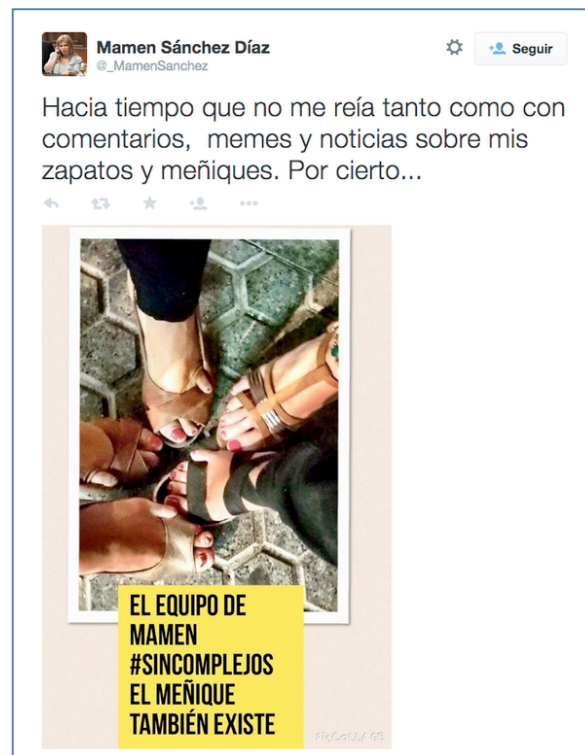 Mamen Sánchez Díaz
@_MamenSanchez
Seguir
Hacia tiempo que no me reía tanto como con
comentarios, memes y noticias sobre mis
zapatos y meñiques. Por cierto...
EL EQUIPO DE
MAMEN
#SINCOMPLEJOS
EL MEÑIQUE
TAMBIÉN EXISTE
PicCOLLAGE